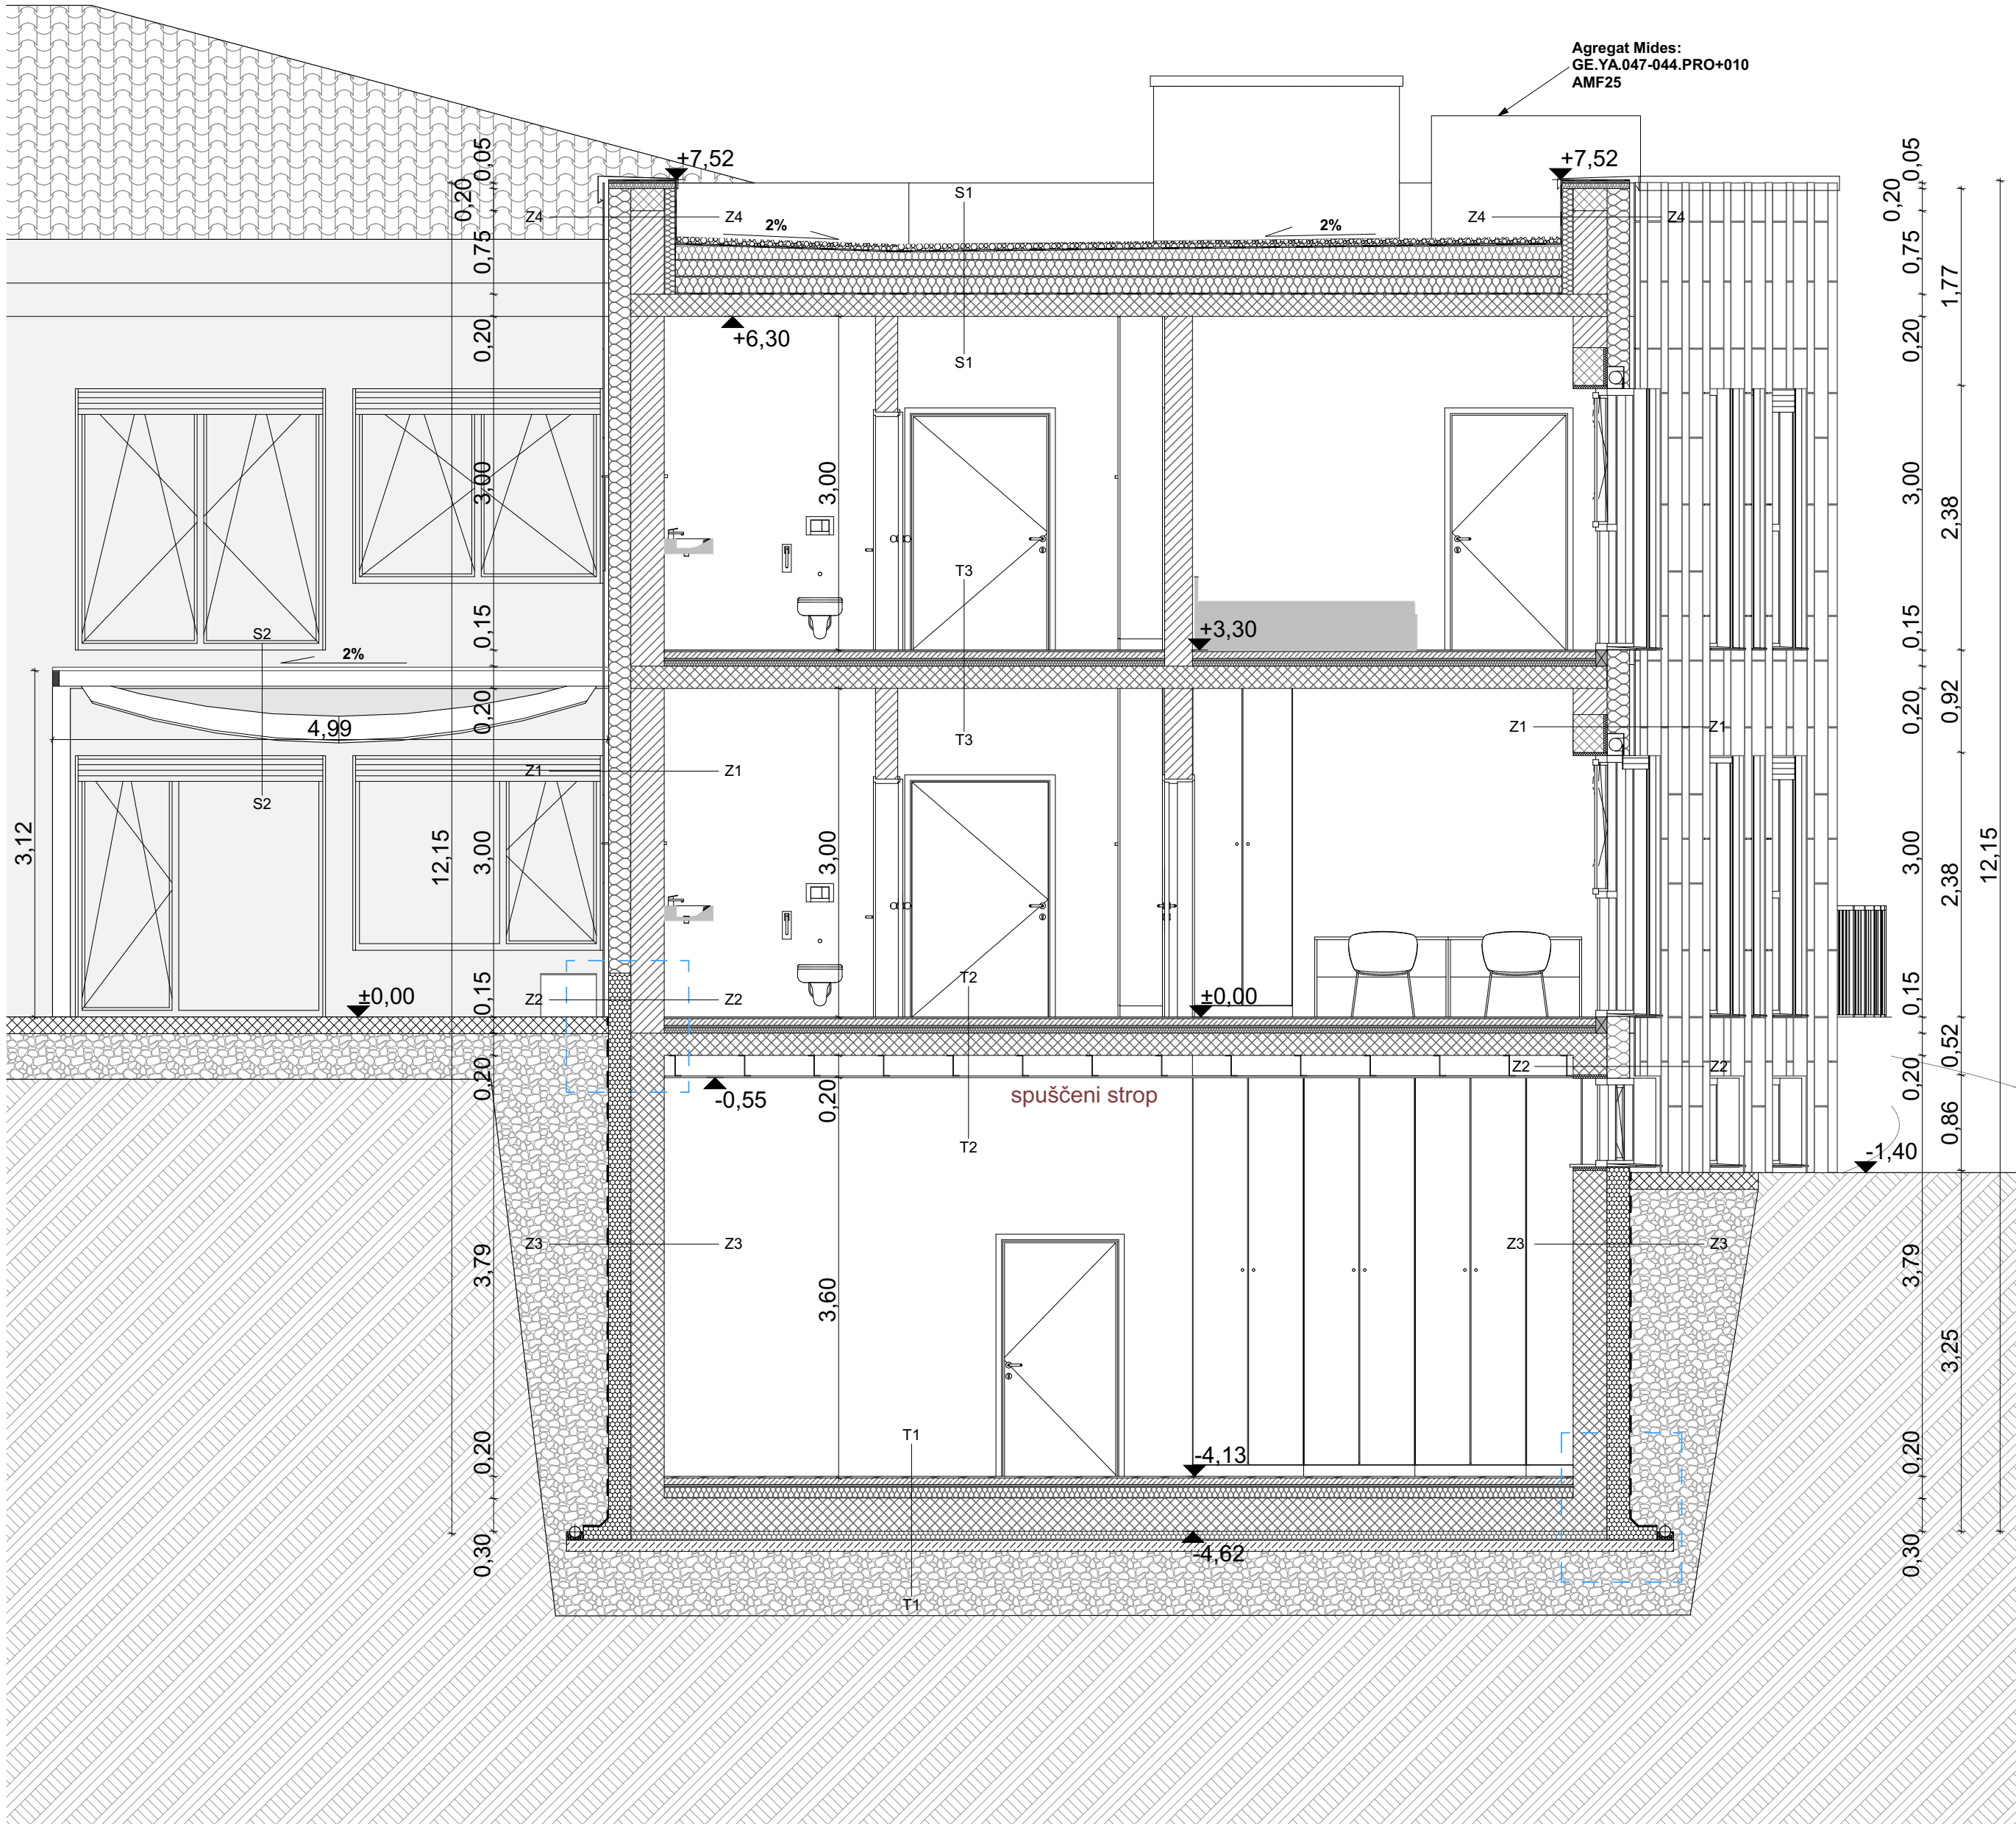 Agregat Mides:
GE.YA.047-044.PRO+010
AMF25
+7,52
+7,52
0,05
0,20
0,75
0,20
3,00
0,15
0,20
3,00
0,15
0,20
3,79
0,20
0,30
12,15
Z4
Z4
2%
S1
2%
Z4
Z4
+6,30
S1
3,00
T3
+3,30
S2
2%
4,99
T3
Z1
Z1
Z1
Z1
S2
3,12
3,00
±0,00
Z2
Z2
T2
±0,00
Z2
Z2
-0,55
0,20
spuščeni strop
T2
-1,40
Z3
Z3
Z3
Z3
3,60
T1
-4,13
-4,62
T1
0,05
0,20
0,75
0,20
3,00
0,15
0,20
3,00
0,15
0,20
3,79
0,20
0,30
1,77
2,38
0,92
2,38
0,52
0,86
3,25
12,15